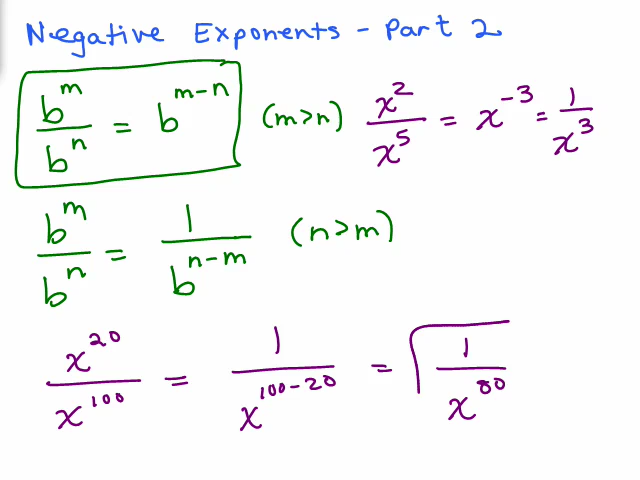 Negative Exponents - Part 2
b^m / b^n = b^(m-n) (m>n) x^2 / x^5 = x^-3 = 1 / x^3
b^m / b^n = 1 / b^(n-m) (n>m)
x^20 / x^100 = 1 / x^(100-20) = 1 / x^80